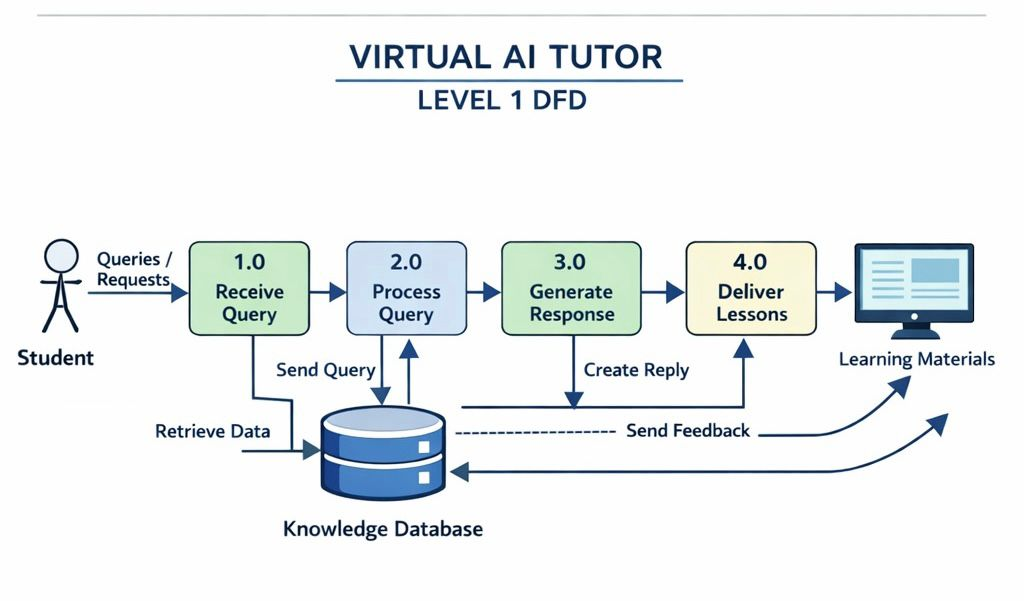 VIRTUAL AI TUTOR
LEVEL 1 DFD
Queries /
Requests
Student
1.0
Receive
Query
2.0
Process
Query
3.0
Generate
Response
4.0
Deliver
Lessons
Learning Materials
Send Query
Create Reply
Retrieve Data
Send Feedback
Knowledge Database